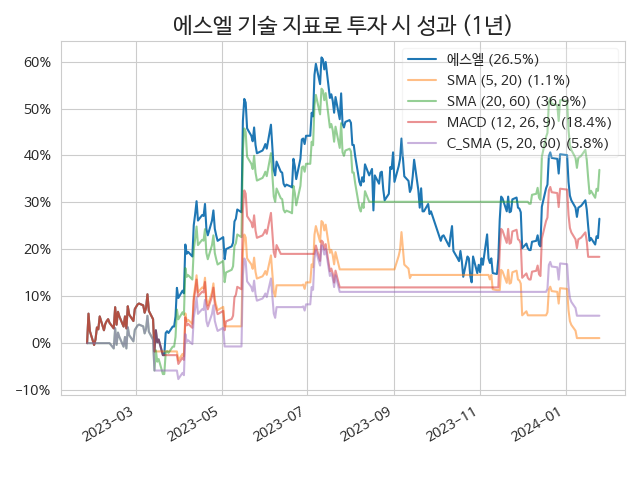 에스엘 기술 지표로 투자 시 성과 (1년)
60%
50%
40%
30%
20%
10%
0%
−10%
에스엘 (26.5%)
SMA (5, 20) (1.1%)
SMA (20, 60) (36.9%)
MACD (12, 26, 9) (18.4%)
C_SMA (5, 20, 60) (5.8%)
2023−03
2023−05
2023−07
2023−09
2023−11
2024−01